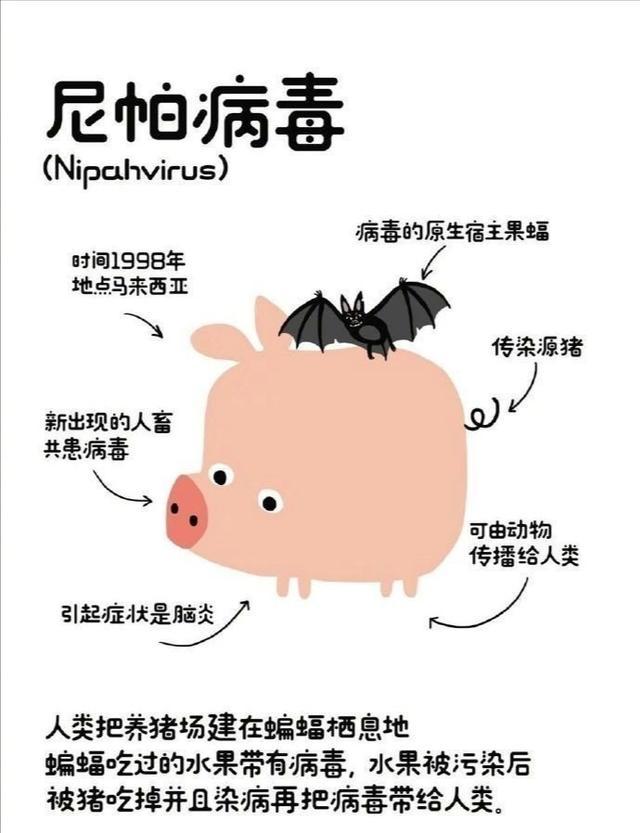 尼帕病毒
(Nipahvirus)
病毒的原生宿主果蝠
时间1998年
地点马来西亚
传染源猪
新出现的人畜
共患病毒
可由动物
传播给人类
引起症状是脑炎
人类把养猪场建在蝙蝠栖息地
蝙蝠吃过的水果带有病毒，水果被污染后
被猪吃掉并且染病再把病毒带给人类。